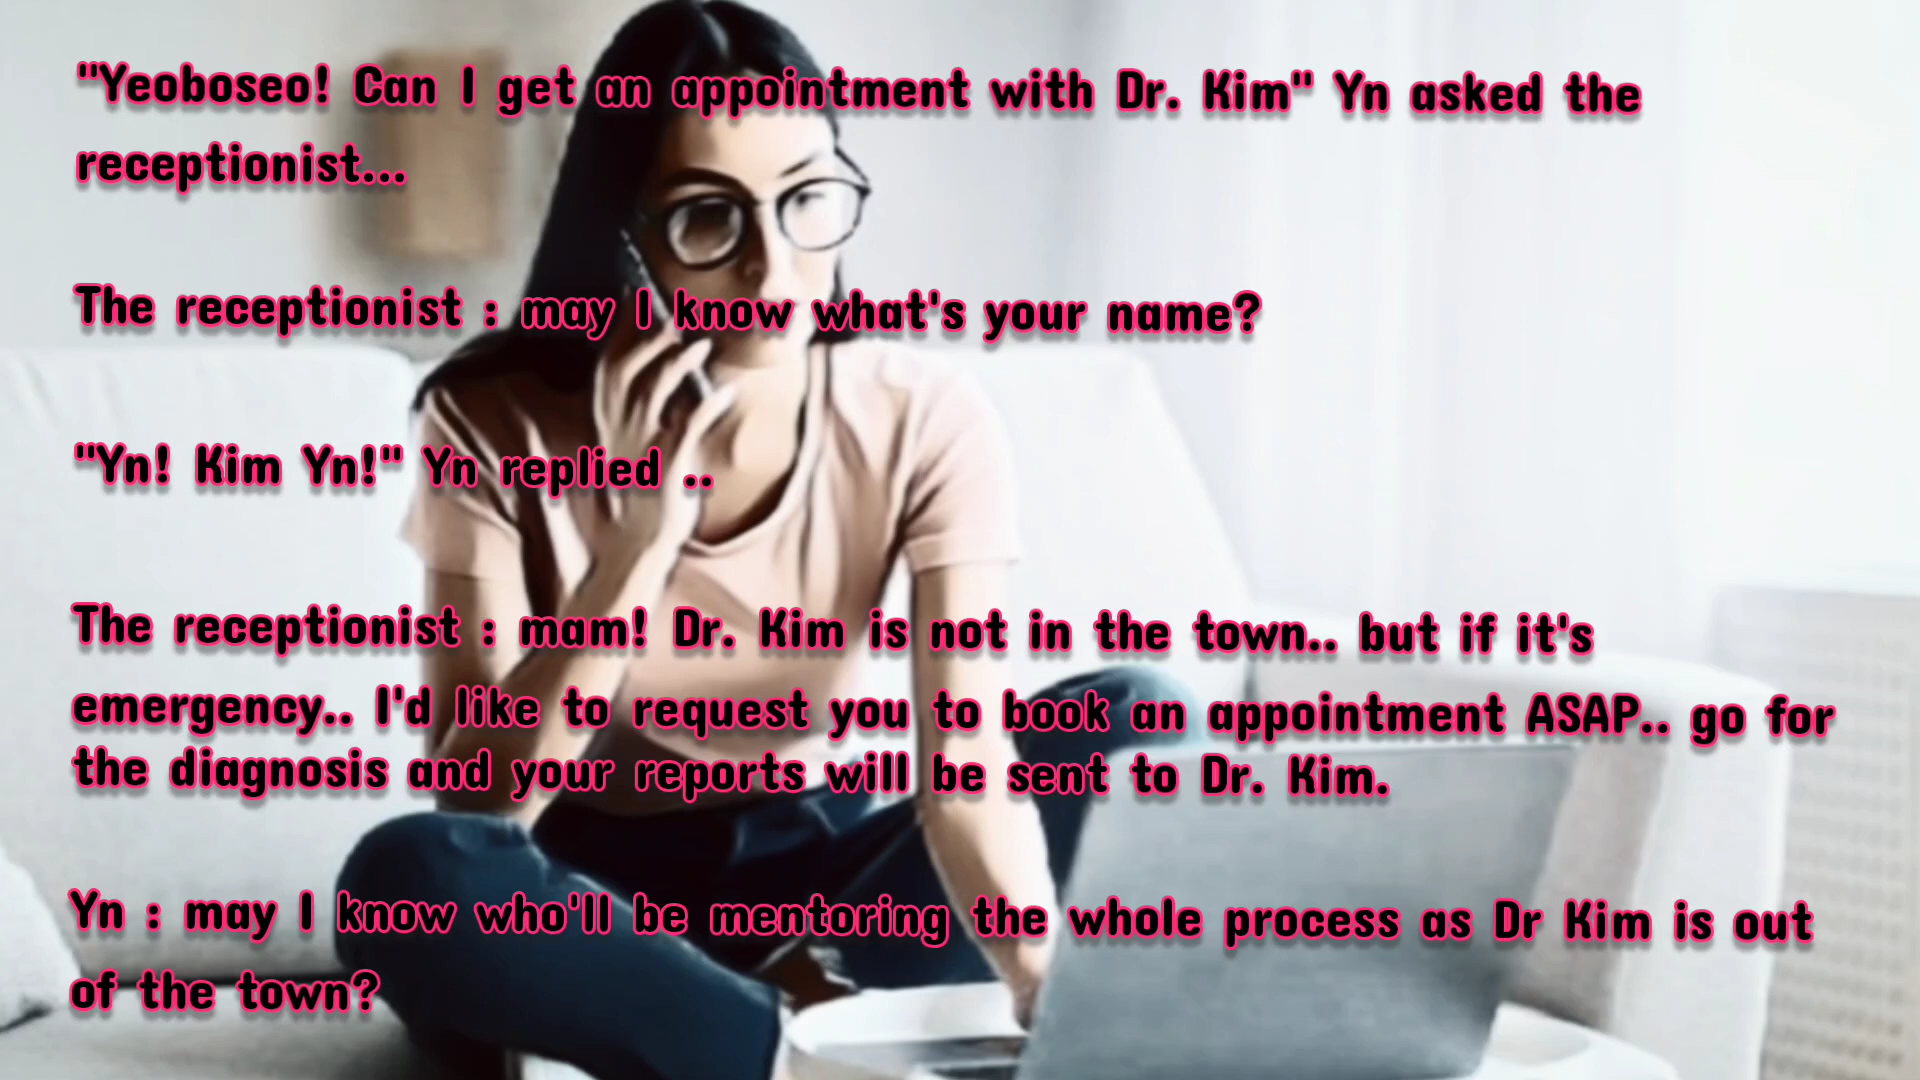 "Yeoboseo! Can I get an appointment with Dr. Kim" Yn asked the
receptionist...
The receptionist : may I know what's your name?
"Yn! Kim Yn!" Yn replied ..
The receptionist : mam! Dr. Kim is not in the town.. but if it's
emergency.. I'd like to request you to book an appointment ASAP.. go for
the diagnosis and your reports will be sent to Dr. Kim.
Yn : may I know who'll be mentoring the whole process as Dr Kim is out
of the town?